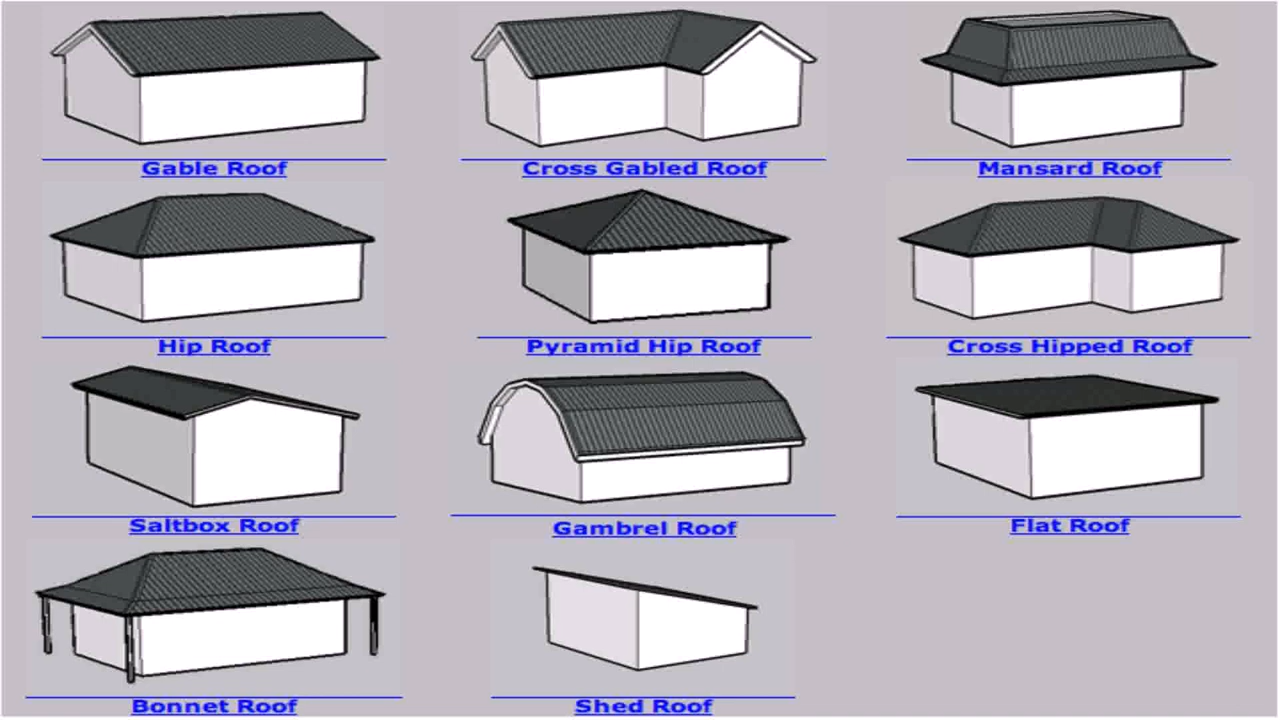 Gable Roof
Cross Gabled Roof
Mansard Roof
Hip Roof
Pyramid Hip Roof
Cross Hipped Roof
Saltbox Roof
Gambrel Roof
Flat Roof
Bonnet Roof
Shed Roof